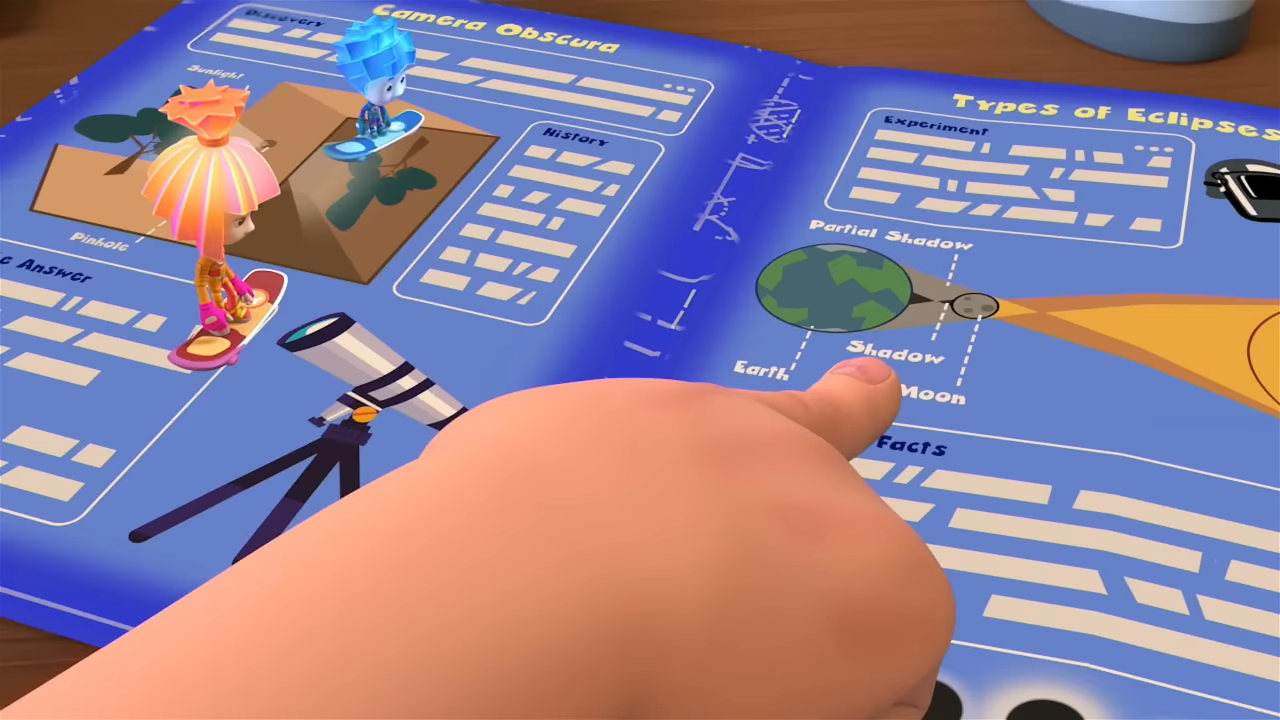 Camera Obscura
Discovery
Sunlight
History
Pinhole
Answer
Types of Eclipses
Experiment
Partial Shadow
Shadow
Earth
Moon
Facts